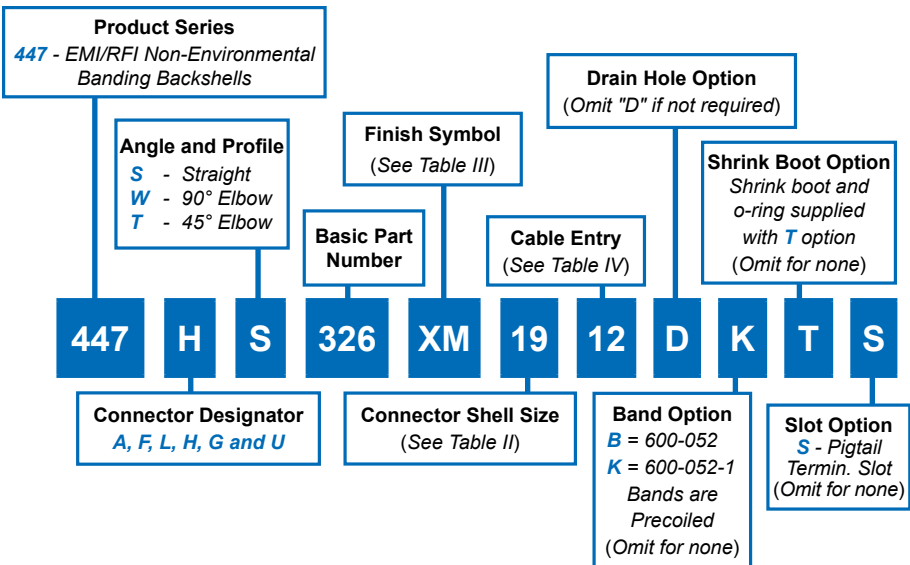 Product Series
447 - EMI/RFI Non-Environmental
Banding Backshells
Angle and Profile
S - Straight
W - 90° Elbow
T - 45° Elbow
Basic Part
Number
Finish Symbol
(See Table III)
Cable Entry
(See Table IV)
Drain Hole Option
(Omit "D" if not required)
Shrink Boot Option
Shrink boot and
o-ring supplied
with T option
(Omit for none)
447 H S 326 XM 19 12 D K T S
Connector Designator
A, F, L, H, G and U
Connector Shell Size
(See Table II)
Band Option
B = 600-052
K = 600-052-1
Bands are
Precoiled
(Omit for none)
Slot Option
S - Pigtail
Termin. Slot
(Omit for none)